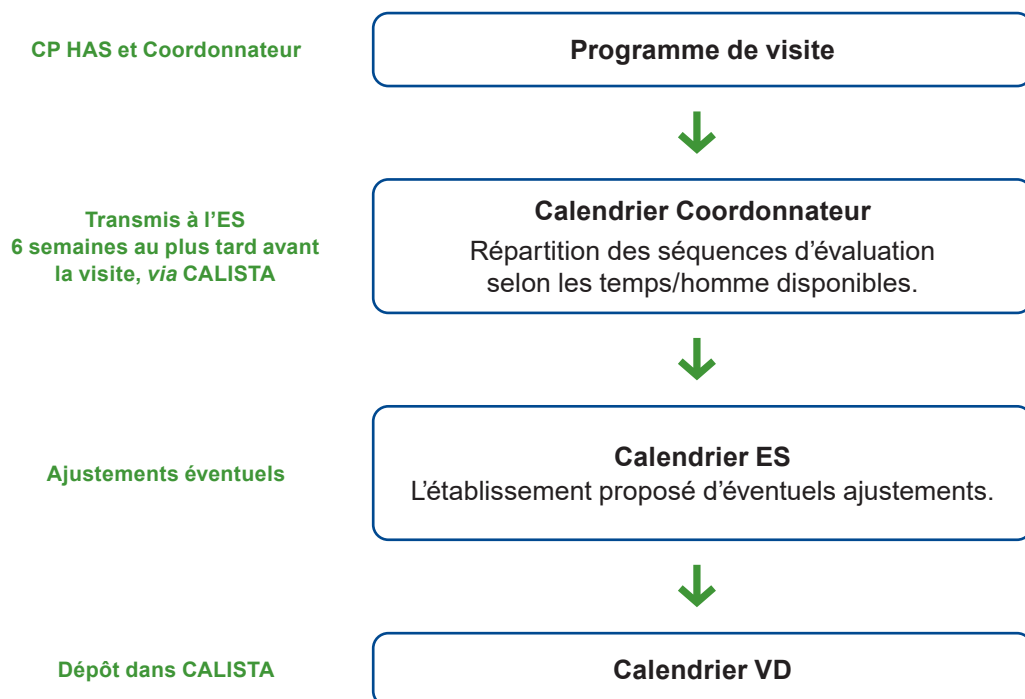 CP HAS et Coordonnateur
Programme de visite
Transmis à l'ES
6 semaines au plus tard avant
la visite, via CALISTA
Calendrier Coordonnateur
Répartition des séquences d'évaluation
selon les temps/homme disponibles.
Ajustements éventuels
Calendrier ES
L'établissement proposé d'éventuels ajustements.
Dépôt dans CALISTA
Calendrier VD